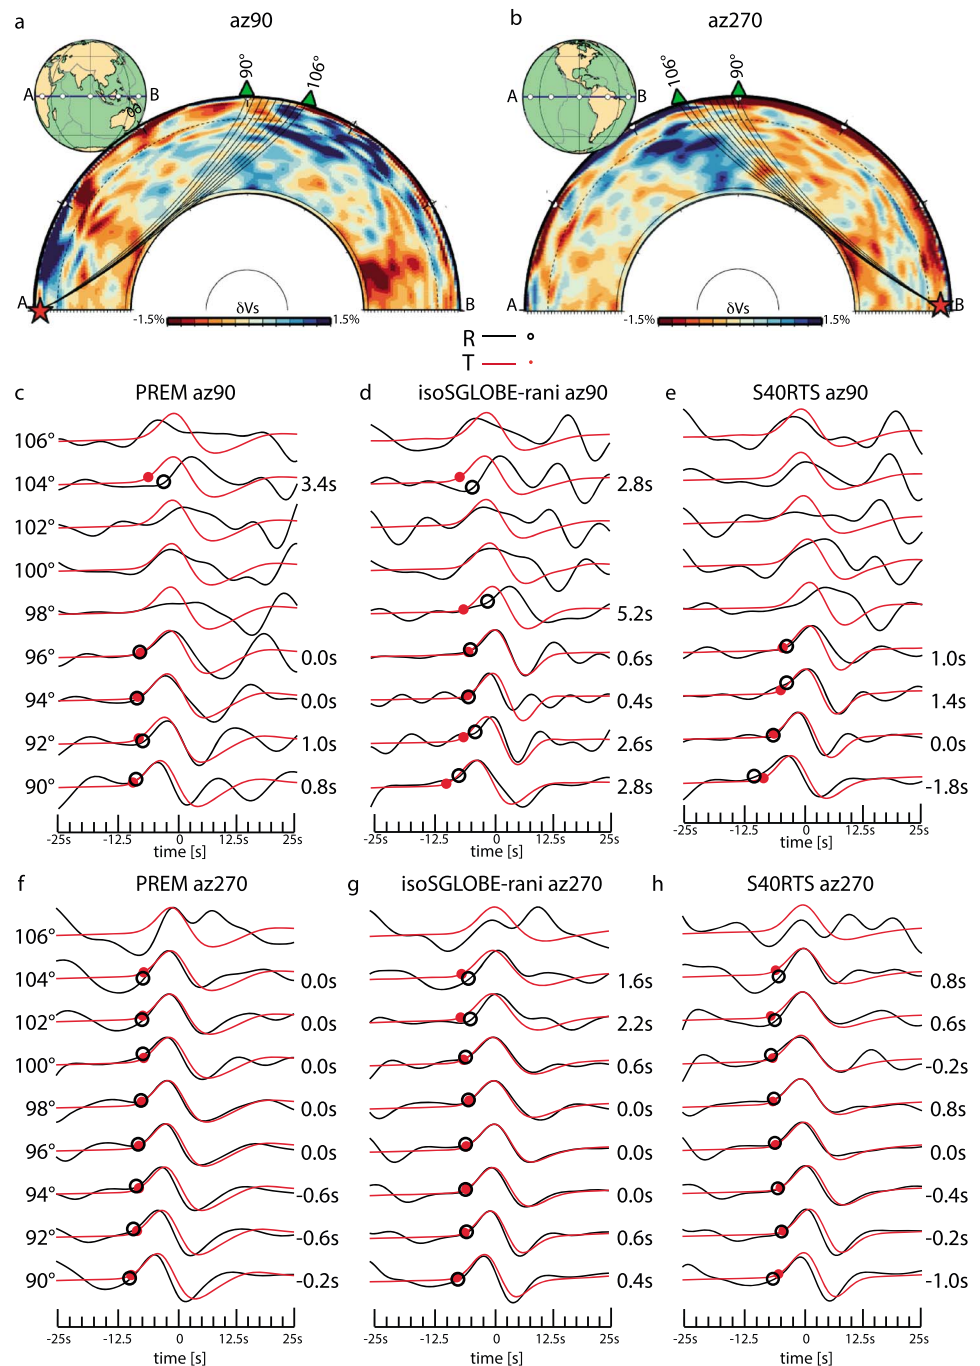 a az90
b az270
90°
106°
106°
90°
A B
A B
60
A B
A B
δVs
-1.5% 1.5%
δVs
-1.5% 1.5%
R
T
c PREM az90
106°
104° 3.4s
102°
100°
98°
96° 0.0s
94° 0.0s
92° 1.0s
90° 0.8s
-25s -12.5s 0 12.5s 25s
time [s]
d isoSGLOBE-rani az90
2.8s
5.2s
0.6s
0.4s
2.6s
2.8s
-25s -12.5s 0 12.5s 25s
time [s]
e S40RTS az90
1.0s
1.4s
0.0s
-1.8s
-25s -12.5s 0 12.5s 25s
time [s]
f PREM az270
106°
104° 0.0s
102° 0.0s
100° 0.0s
98° 0.0s
96° 0.0s
94° -0.6s
92° -0.6s
90° -0.2s
-25s -12.5s 0 12.5s 25s
time [s]
g isoSGLOBE-rani az270
1.6s
2.2s
0.6s
0.0s
0.0s
0.0s
0.6s
0.4s
-25s -12.5s 0 12.5s 25s
time [s]
h S40RTS az270
0.8s
0.6s
-0.2s
0.8s
0.0s
-0.4s
-0.2s
-1.0s
-25s -12.5s 0 12.5s 25s
time [s]